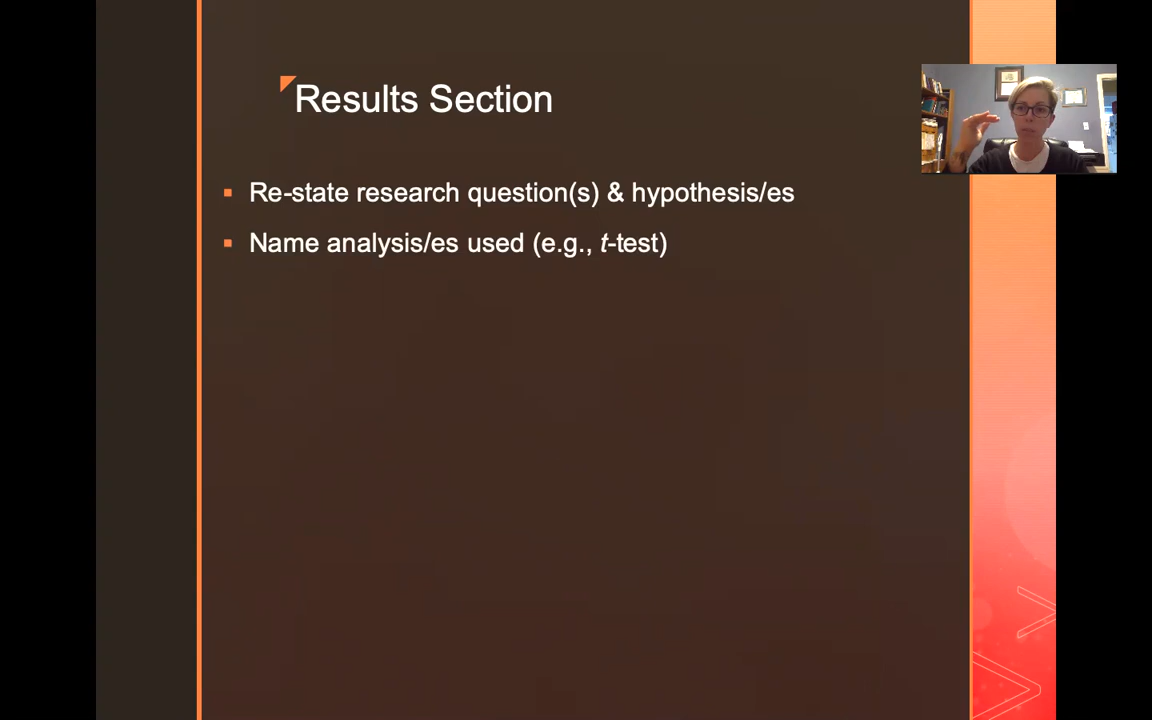 Results Section
Re-state research question(s) & hypothesis/es
Name analysis/es used (e.g., t-test)